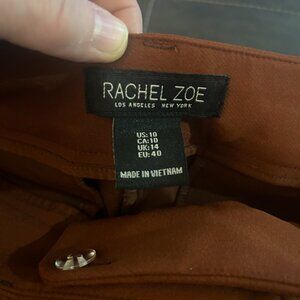 RACHEL ZOE
LOS ANGELES NEW YORK
US: 10
CA: 10
UK: 14
EU: 40
MADE IN VIETNAM